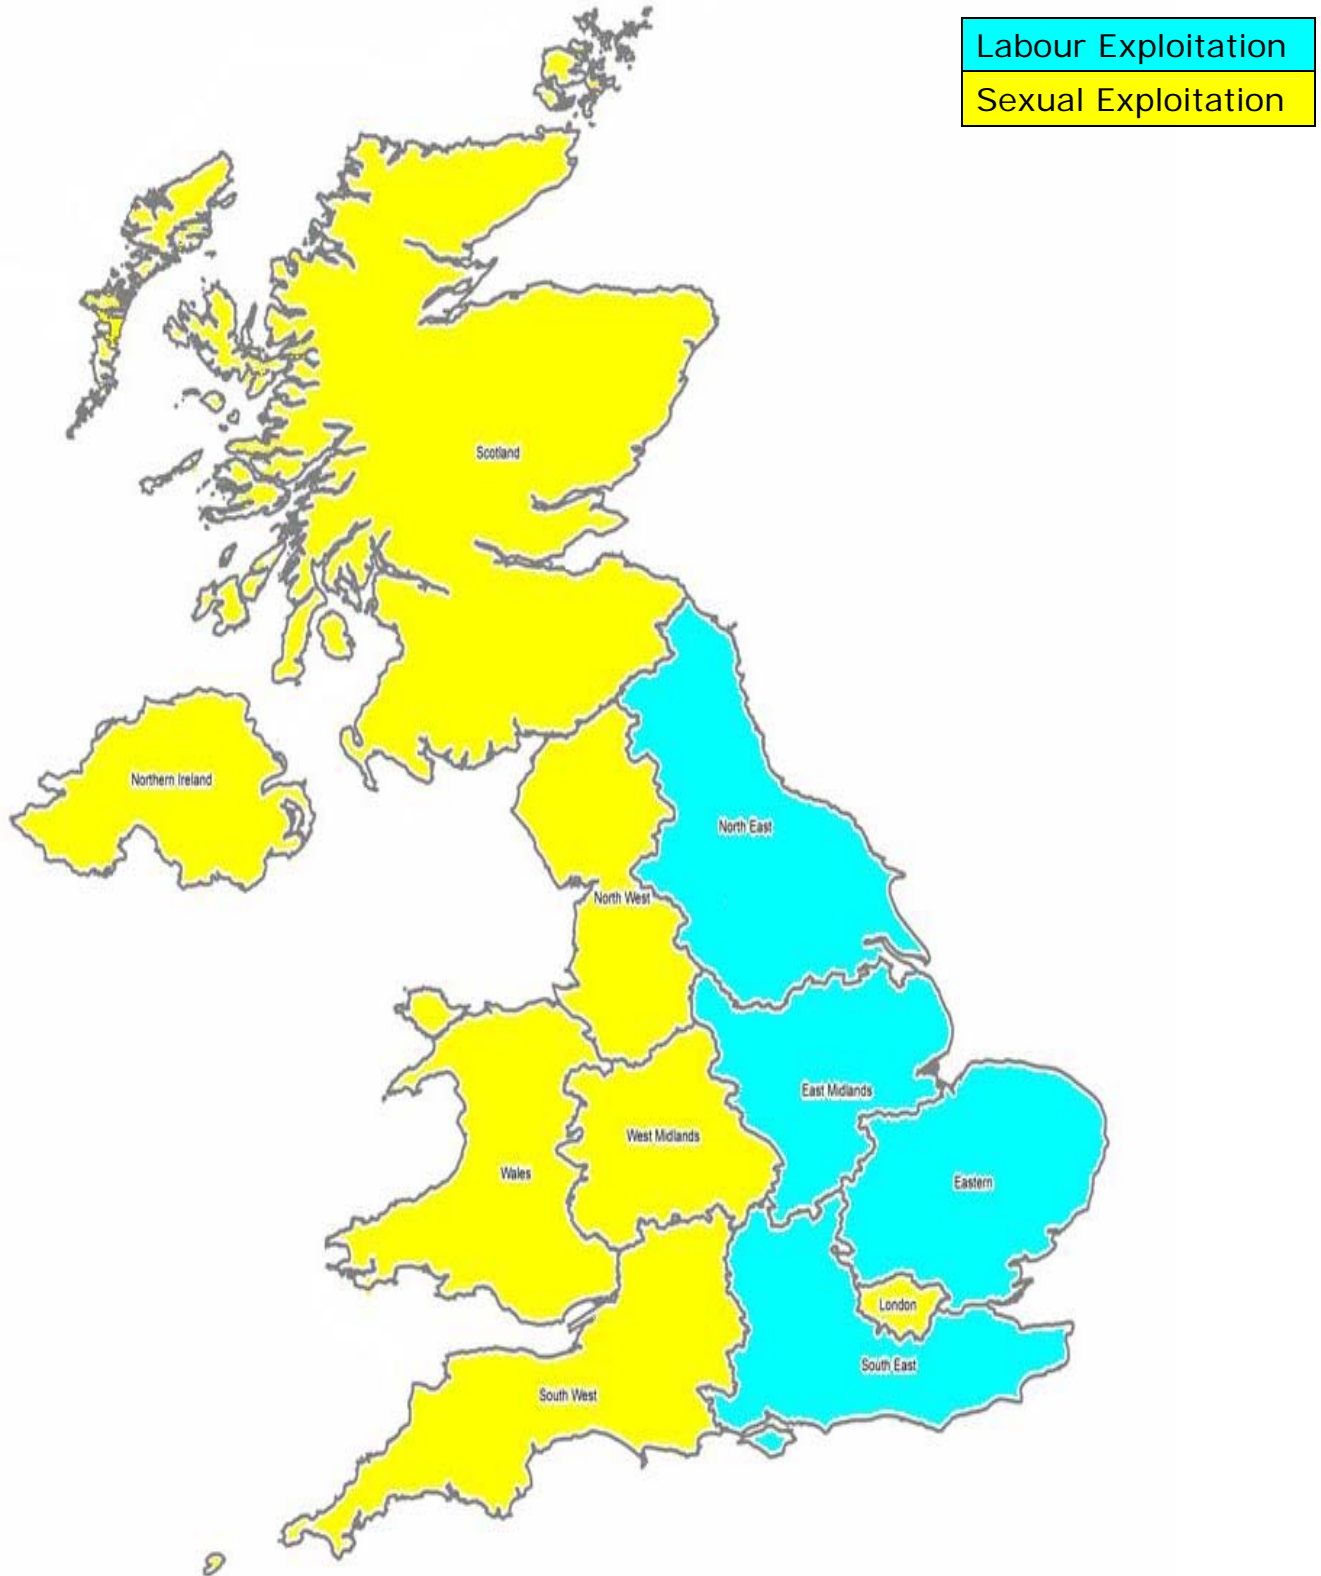 Labour Exploitation
Sexual Exploitation
Scotland
Northern Ireland
North East
North West
East Midlands
West Midlands
Wales
Eastern
London
South East
South West